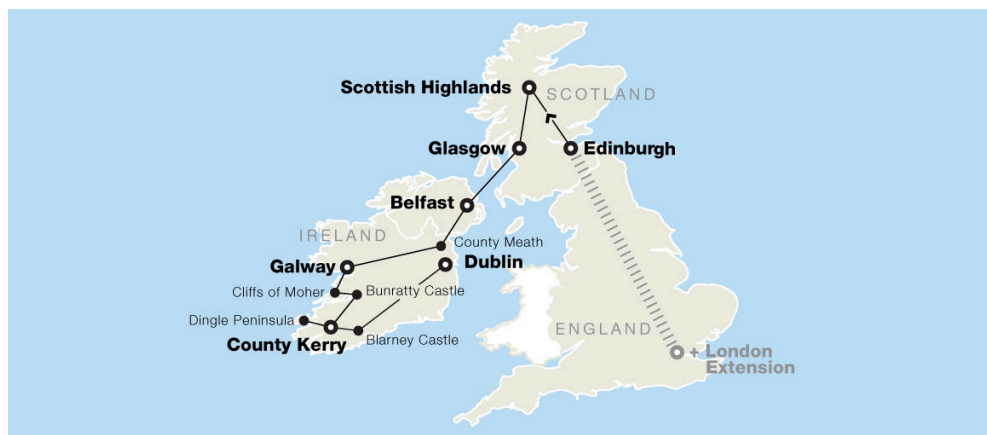 Scottish Highlands
SCOTLAND
Glasgow
Edinburgh
Belfast
IRELAND
County Meath
Galway
Dublin
Cliffs of Moher
Bunratty Castle
Dingle Peninsula
County Kerry
Blarney Castle
ENGLAND
+ London
Extension